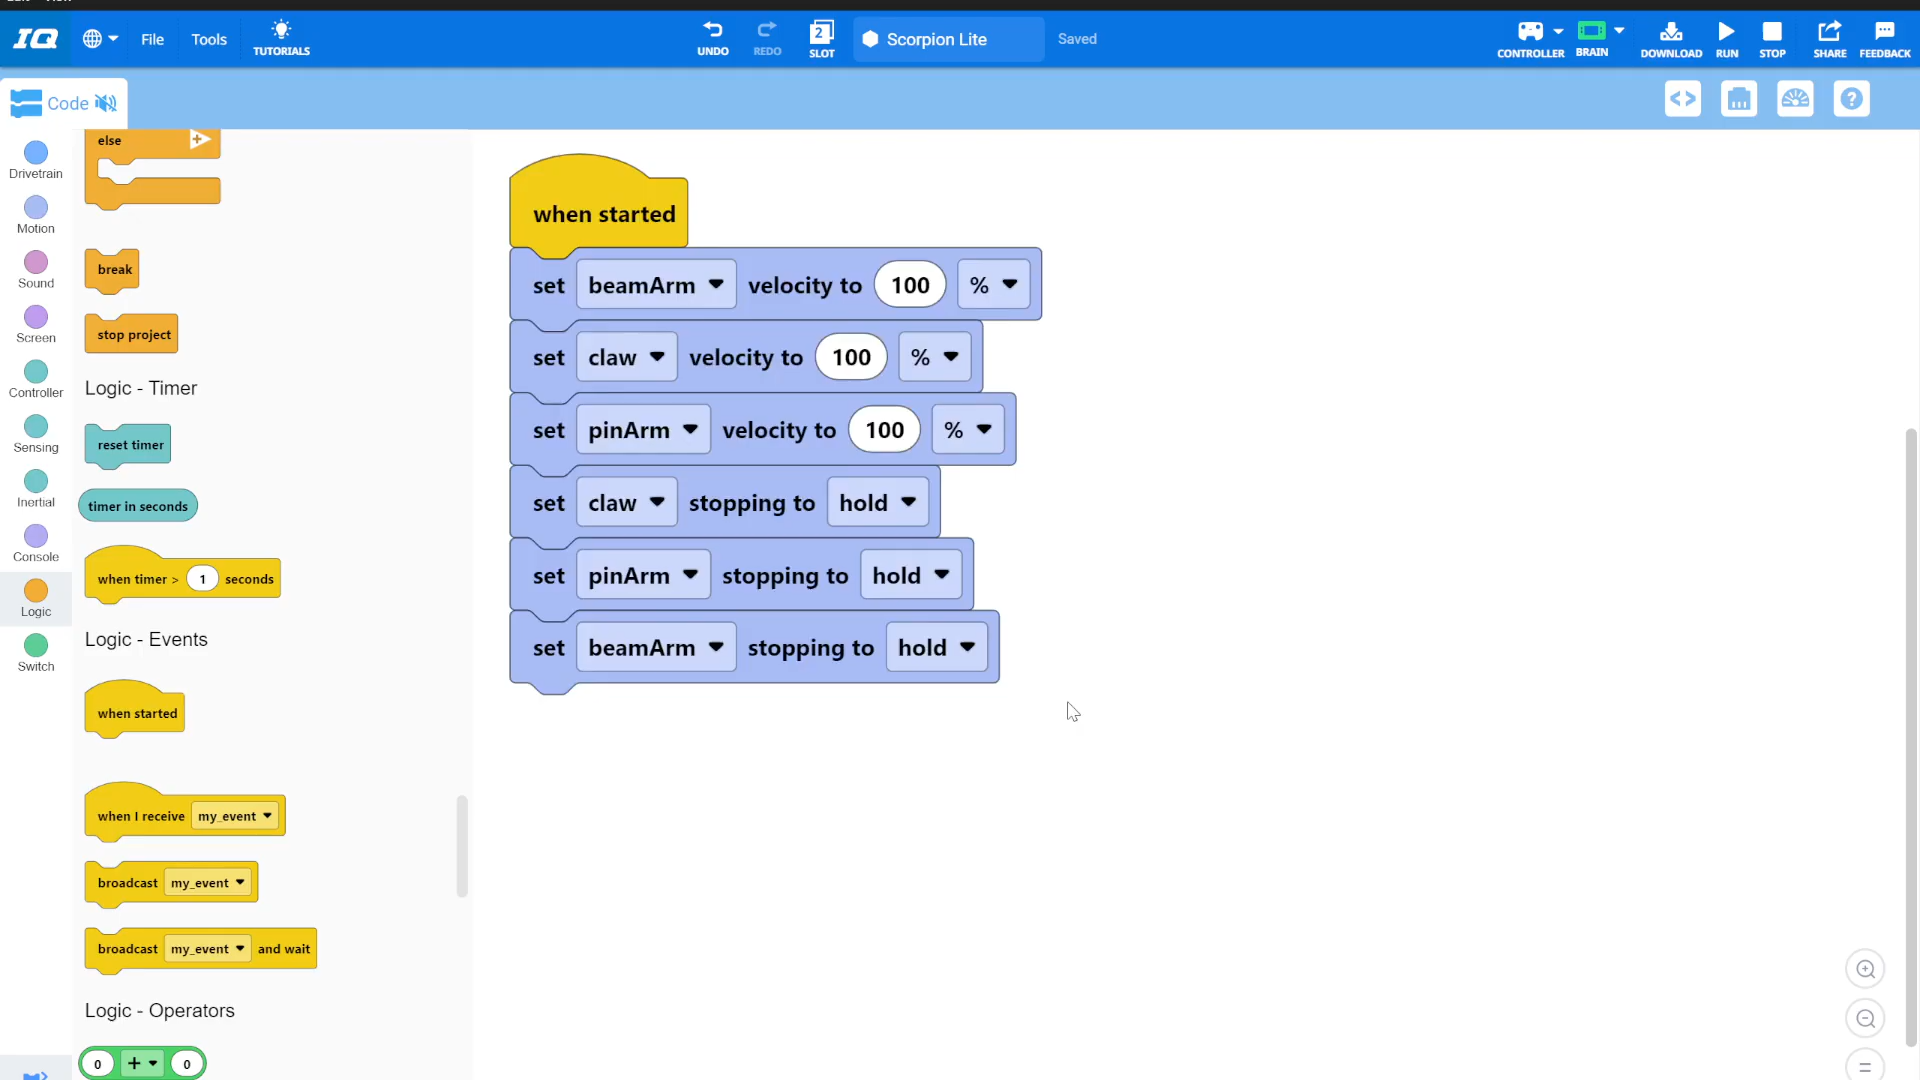 IQ
File
Tools
TUTORIALS
UNDO
REDO
2
SLOT
Scorpion Lite
Saved
CONTROLLER
BRAIN
DOWNLOAD
RUN
STOP
SHARE
FEEDBACK
Code
Drivetrain
Motion
Sound
Screen
Controller
Sensing
Inertial
Console
Logic
Switch
else
break
stop project
Logic - Timer
reset timer
timer in seconds
when timer > 1 seconds
Logic - Events
when started
when I receive my_event
broadcast my_event
broadcast my_event and wait
Logic - Operators
0 + 0
when started
set beamArm velocity to 100 %
set claw velocity to 100 %
set pinArm velocity to 100 %
set claw stopping to hold
set pinArm stopping to hold
set beamArm stopping to hold